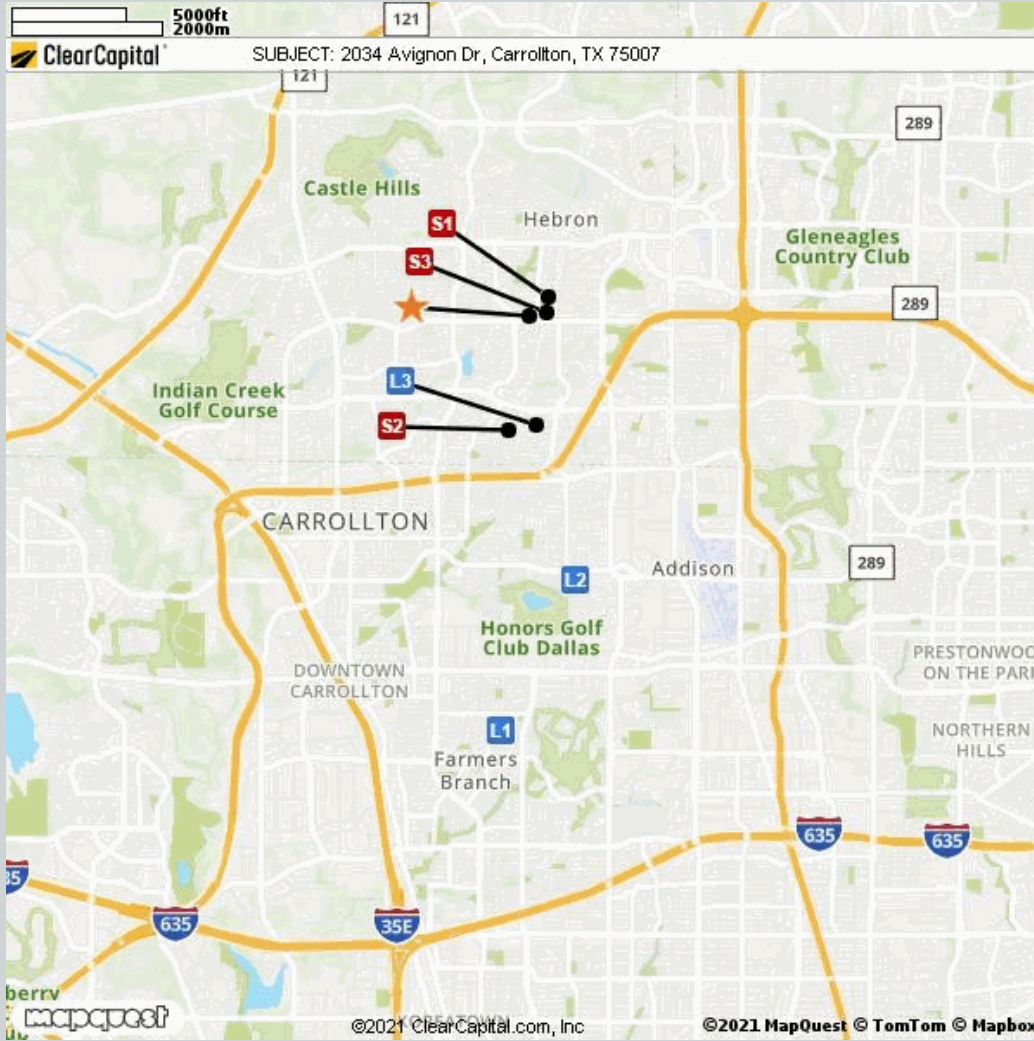 5000ft
2000m
121
ClearCapital
SUBJECT: 2034 Avignon Dr, Carrollton, TX 75007
121
289
Castle Hills
S1
Hebron
Gleneagles
Country Club
S3
289
L3
Indian Creek
Golf Course
S2
CARROLLTON
289
Addison
L2
Honors Golf
Club Dallas
PRESTONWOO
ON THE PARK
DOWNTOWN
CARROLLTON
L1
NORTHERN
HILLS
Farmers
Branch
635
635
35
635
35E
berry
ub
mapquest
KOREATOWN
©2021 ClearCapital.com, Inc
©2021 MapQuest © TomTom © Mapbox